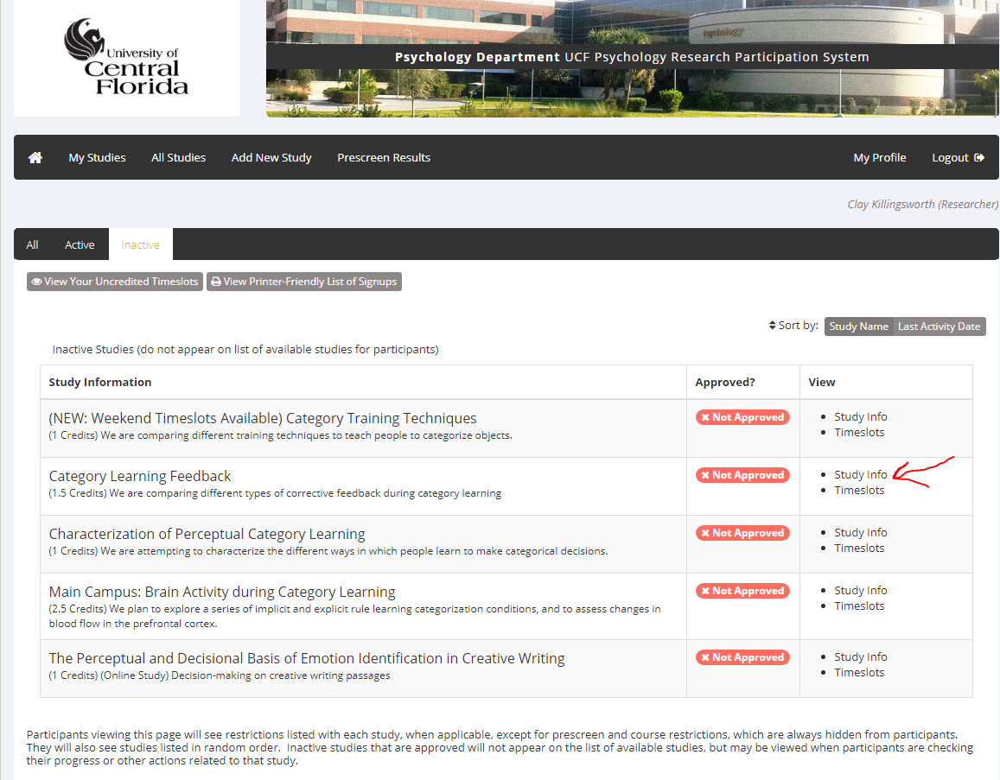 University of
Central
Florida
Psychology
Psychology Department UCF Psychology Research Participation System
My Studies All Studies Add New Study Prescreen Results My Profile Logout
Clay Killingsworth (Researcher)
All Active Inactive
View Your Uncredited Timeslots View Printer-Friendly List of Signups
Sort by: Study Name Last Activity Date
Inactive Studies (do not appear on list of available studies for participants)
Study Information Approved? View
(NEW: Weekend Timeslots Available) Category Training Techniques Not Approved Study Info
(1 Credits) We are comparing different training techniques to teach people to categorize objects. Timeslots
Category Learning Feedback Not Approved Study Info
(1.5 Credits) We are comparing different types of corrective feedback during category learning Timeslots
Characterization of Perceptual Category Learning Not Approved Study Info
(1 Credits) We are attempting to characterize the different ways in which people learn to make categorical decisions. Timeslots
Main Campus: Brain Activity during Category Learning Not Approved Study Info
(2.5 Credits) We plan to explore a series of implicit and explicit rule learning categorization conditions, and to assess changes in Timeslots
blood flow in the prefrontal cortex.
The Perceptual and Decisional Basis of Emotion Identification in Creative Writing Not Approved Study Info
(1 Credits) (Online Study) Decision-making on creative writing passages Timeslots
Participants viewing this page will see restrictions listed with each study, when applicable, except for prescreen and course restrictions, which are always hidden from participants.
They will also see studies listed in random order. Inactive studies that are approved will not appear on the list of available studies, but may be viewed when participants are checking
their progress or other actions related to that study.